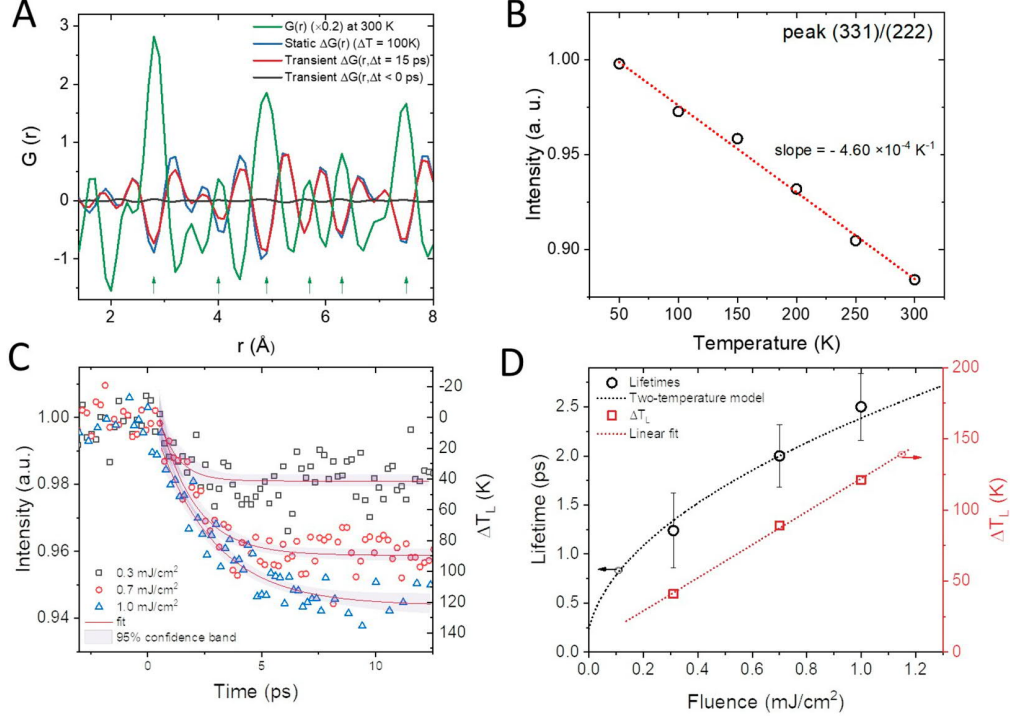 A
G(r) (×0.2) at 300 K
Static ΔG(r) (ΔT = 100K)
Transient ΔG(r,Δt = 15 ps)
Transient ΔG(r,Δt < 0 ps)
3
2
1
0
-1
G (r)
2
4
6
8
r (Å)
B
peak (331)/(222)
slope = - 4.60 ×10⁻⁴ K⁻¹
1.00
0.95
0.90
Intensity (a. u.)
50
100
150
200
250
300
Temperature (K)
C
1.00
0.98
0.96
0.94
Intensity (a.u.)
-20
0
20
40
60
80
100
120
140
ΔT_L (K)
0.3 mJ/cm²
0.7 mJ/cm²
1.0 mJ/cm²
fit
95% confidence band
0
5
10
Time (ps)
D
Lifetimes
Two-temperature model
ΔT_L
Linear fit
2.5
2.0
1.5
1.0
0.5
0.0
Lifetime (ps)
200
150
100
50
0
ΔT_L (K)
0.0
0.2
0.4
0.6
0.8
1.0
1.2
Fluence (mJ/cm²)